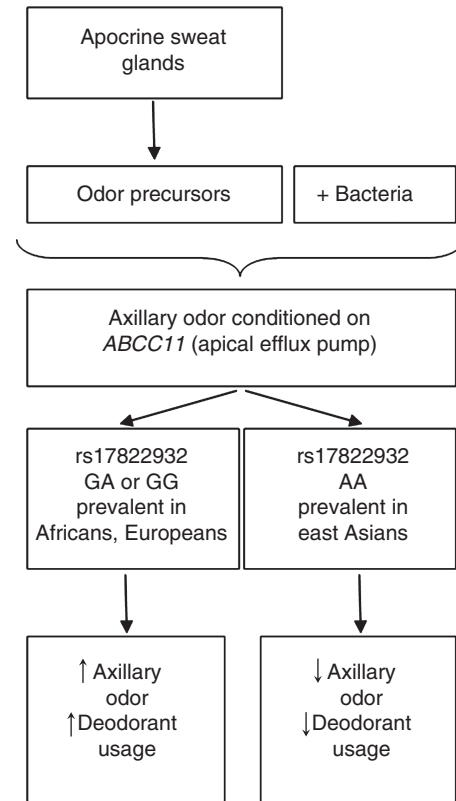 Apocrine sweat
glands
Odor precursors
+ Bacteria
Axillary odor conditioned on
ABCC11 (apical efflux pump)
rs17822932
GA or GG
prevalent in
Africans, Europeans
rs17822932
AA
prevalent in
east Asians
↑Axillary
odor
↑Deodorant
usage
↓Axillary
odor
↓Deodorant
usage